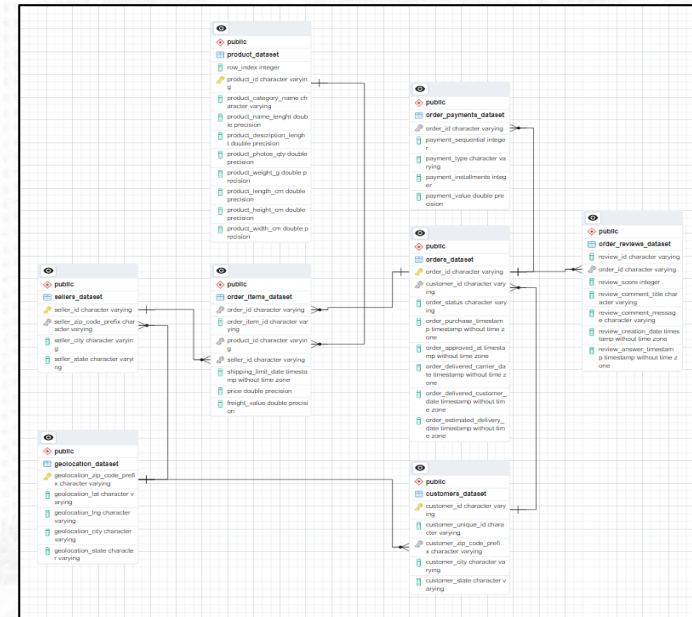 public
product_dataset
row_index integer
product_id character varyin
g
product_category_name ch
aracter varying
product_name_lenght doub
le precision
product_description_lengh
t double precision
product_photos_qty double
precision
product_weight_g double p
recision
product_length_cm double
precision
product_height_cm double
precision
product_width_cm double p
recision
public
order_payments_dataset
order_id character varying
payment_sequential intege
r
payment_type character va
rying
payment_installments integ
er
payment_value double pre
cision
public
order_reviews_dataset
review_id character varying
order_id character varying
review_score integer
review_comment_title char
acter varying
review_comment_messag
e character varying
review_creation_date times
tamp without time zone
review_answer_timestam
p timestamp without time z
one
public
orders_dataset
order_id character varying
customer_id character vary
ing
order_status character vary
ing
order_purchase_timestam
p timestamp without time z
one
order_approved_at timesta
mp without time zone
order_delivered_carrier_da
te timestamp without time z
one
order_delivered_customer_
date timestamp without tim
e zone
order_estimated_delivery_
date timestamp without tim
e zone
public
sellers_dataset
seller_id character varying
seller_zip_code_prefix char
acter varying
seller_city character varyin
g
seller_state character varyi
ng
public
order_items_dataset
order_id character varying
order_item_id character var
ying
product_id character varyin
g
seller_id character varying
shipping_limit_date timesta
mp without time zone
price double precision
freight_value double precisi
on
public
geolocation_dataset
geolocation_zip_code_prefi
x character varying
geolocation_lat character v
arying
geolocation_lng character
varying
geolocation_city character
varying
geolocation_state characte
r varying
public
customers_dataset
customer_id character vary
ing
customer_unique_id chara
cter varying
customer_zip_code_prefi
x character varying
customer_city character va
rying
customer_state character v
arying